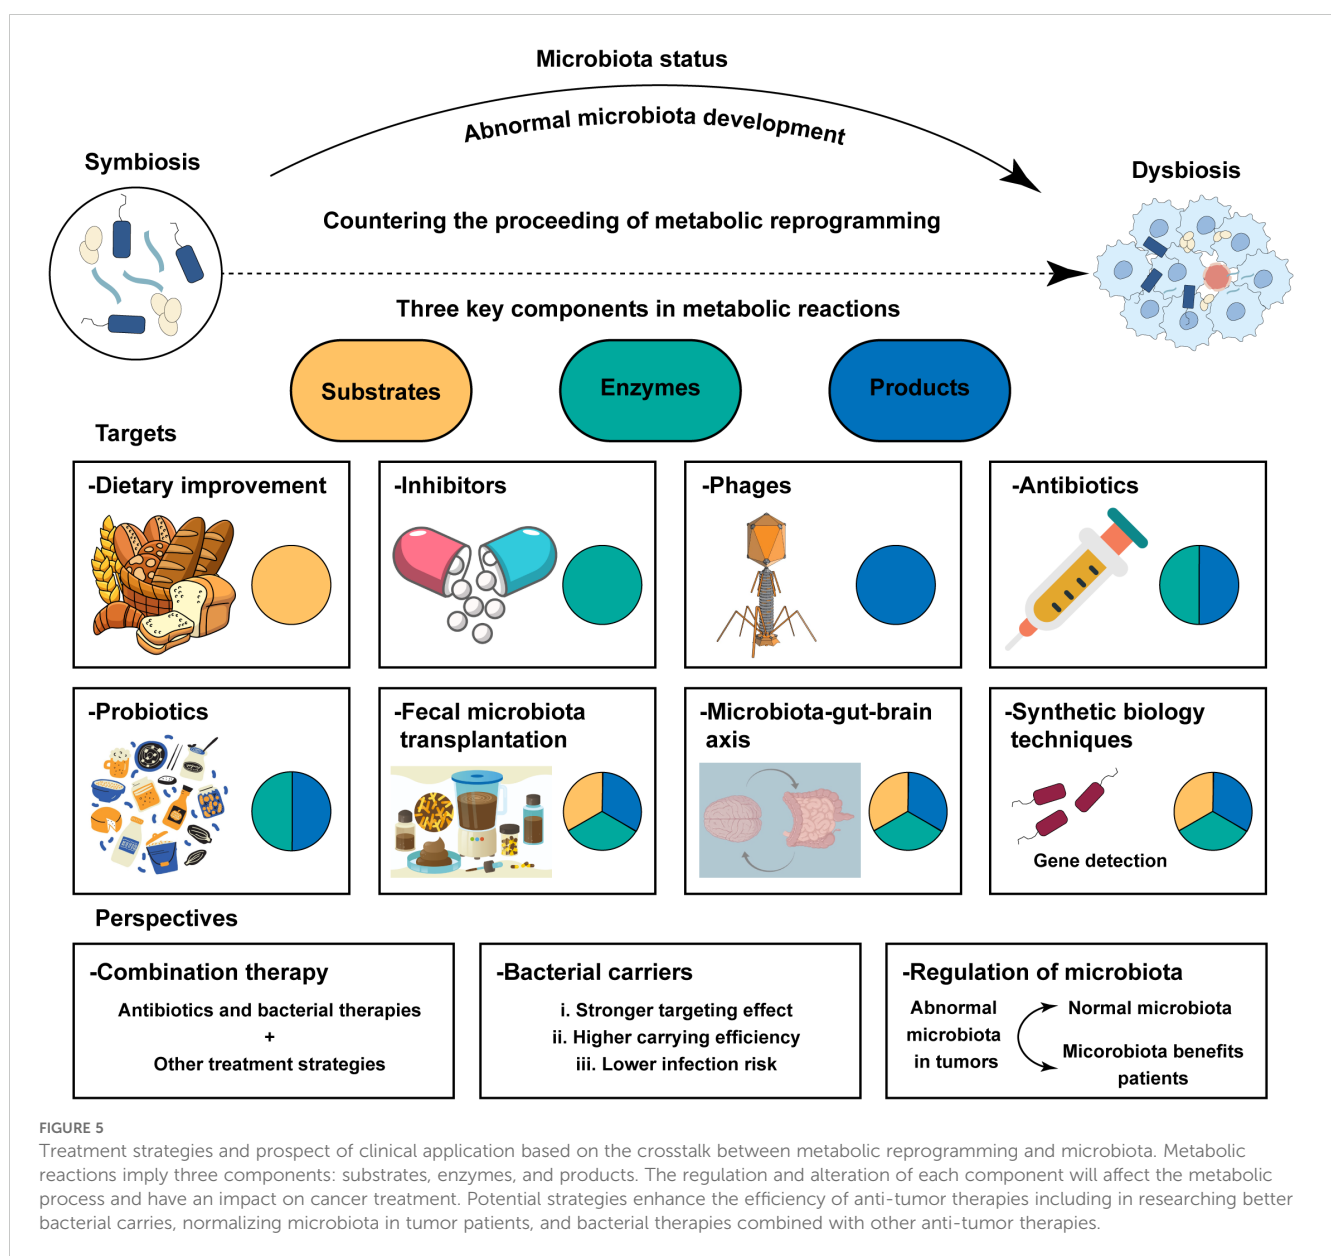 Microbiota status
Abnormal microbiota development
Symbiosis
Dysbiosis
Countering the proceeding of metabolic reprogramming
Three key components in metabolic reactions
Substrates
Enzymes
Products
Targets
-Dietary improvement
-Inhibitors
-Phages
-Antibiotics
-Probiotics
-Fecal microbiota
transplantation
-Microbiota-gut-brain
axis
-Synthetic biology
techniques
Gene detection
Perspectives
-Combination therapy
Antibiotics and bacterial therapies
+
Other treatment strategies
-Bacterial carriers
i. Stronger targeting effect
ii. Higher carrying efficiency
iii. Lower infection risk
-Regulation of microbiota
Abnormal
microbiota
in tumors
Normal microbiota
Micorobiota benefits
patients
FIGURE 5
Treatment strategies and prospect of clinical application based on the crosstalk between metabolic reprogramming and microbiota. Metabolic
reactions imply three components: substrates, enzymes, and products. The regulation and alteration of each component will affect the metabolic
process and have an impact on cancer treatment. Potential strategies enhance the efficiency of anti-tumor therapies including in researching better
bacterial carries, normalizing microbiota in tumor patients, and bacterial therapies combined with other anti-tumor therapies.